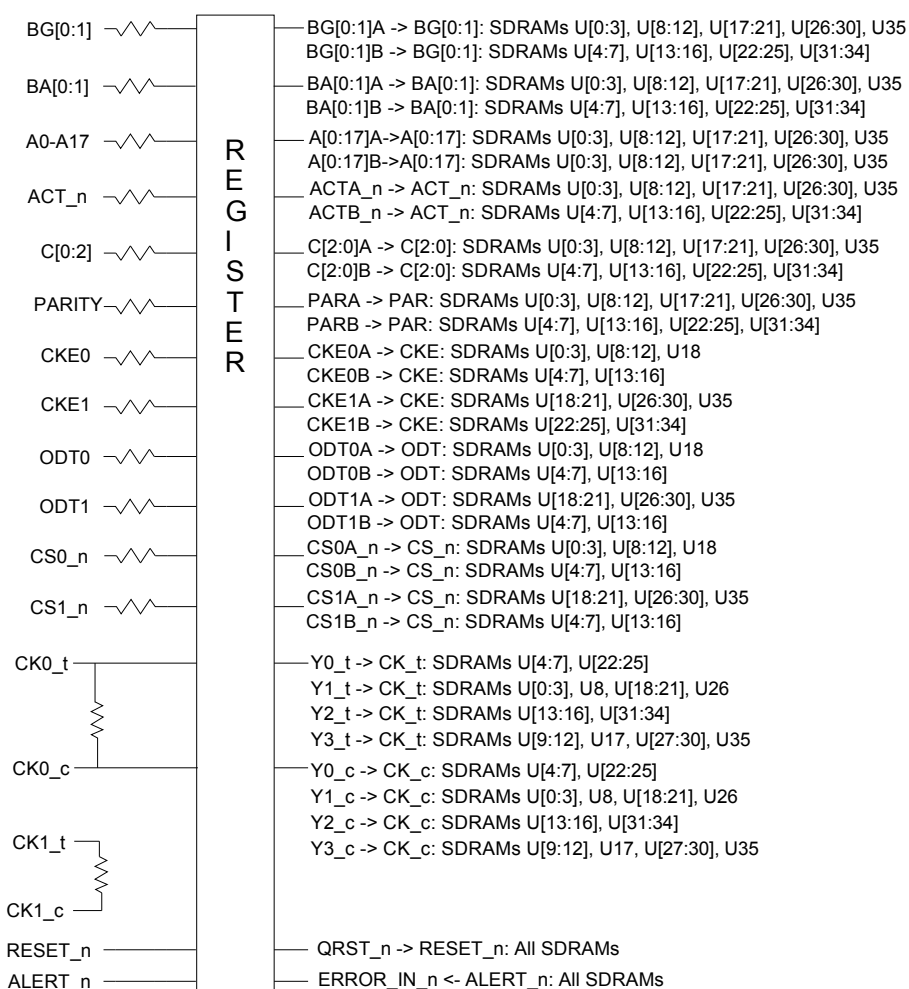 BG[0:1]
BG[0:1]A -> BG[0:1]: SDRAMs U[0:3], U[8:12], U[17:21], U[26:30], U35
BG[0:1]B -> BG[0:1]: SDRAMs U[4:7], U[13:16], U[22:25], U[31:34]
BA[0:1]
BA[0:1]A -> BA[0:1]: SDRAMs U[0:3], U[8:12], U[17:21], U[26:30], U35
BA[0:1]B -> BA[0:1]: SDRAMs U[4:7], U[13:16], U[22:25], U[31:34]
A0-A17
A[0:17]A->A[0:17]: SDRAMs U[0:3], U[8:12], U[17:21], U[26:30], U35
A[0:17]B->A[0:17]: SDRAMs U[0:3], U[8:12], U[17:21], U[26:30], U35
ACT_n
ACTA_n -> ACT_n: SDRAMs U[0:3], U[8:12], U[17:21], U[26:30], U35
ACTB_n -> ACT_n: SDRAMs U[4:7], U[13:16], U[22:25], U[31:34]
C[0:2]
C[2:0]A -> C[2:0]: SDRAMs U[0:3], U[8:12], U[17:21], U[26:30], U35
C[2:0]B -> C[2:0]: SDRAMs U[4:7], U[13:16], U[22:25], U[31:34]
PARITY
PARA -> PAR: SDRAMs U[0:3], U[8:12], U[17:21], U[26:30], U35
PARB -> PAR: SDRAMs U[4:7], U[13:16], U[22:25], U[31:34]
REGISTER
CKE0
CKE0A -> CKE: SDRAMs U[0:3], U[8:12], U18
CKE0B -> CKE: SDRAMs U[4:7], U[13:16]
CKE1
CKE1A -> CKE: SDRAMs U[18:21], U[26:30], U35
CKE1B -> CKE: SDRAMs U[22:25], U[31:34]
ODT0
ODT0A -> ODT: SDRAMs U[0:3], U[8:12], U18
ODT0B -> ODT: SDRAMs U[4:7], U[13:16]
ODT1
ODT1A -> ODT: SDRAMs U[18:21], U[26:30], U35
ODT1B -> ODT: SDRAMs U[4:7], U[13:16]
CS0_n
CS0A_n -> CS_n: SDRAMs U[0:3], U[8:12], U18
CS0B_n -> CS_n: SDRAMs U[4:7], U[13:16]
CS1_n
CS1A_n -> CS_n: SDRAMs U[18:21], U[26:30], U35
CS1B_n -> CS_n: SDRAMs U[4:7], U[13:16]
CK0_t
Y0_t -> CK_t: SDRAMs U[4:7], U[22:25]
Y1_t -> CK_t: SDRAMs U[0:3], U8, U[18:21], U26
Y2_t -> CK_t: SDRAMs U[13:16], U[31:34]
Y3_t -> CK_t: SDRAMs U[9:12], U17, U[27:30], U35
CK0_c
Y0_c -> CK_c: SDRAMs U[4:7], U[22:25]
Y1_c -> CK_c: SDRAMs U[0:3], U8, U[18:21], U26
Y2_c -> CK_c: SDRAMs U[13:16], U[31:34]
Y3_c -> CK_c: SDRAMs U[9:12], U17, U[27:30], U35
CK1_t
CK1_c
RESET_n
QRST_n -> RESET_n: All SDRAMs
ALERT_n
ERROR_IN_n <- ALERT_n: All SDRAMs